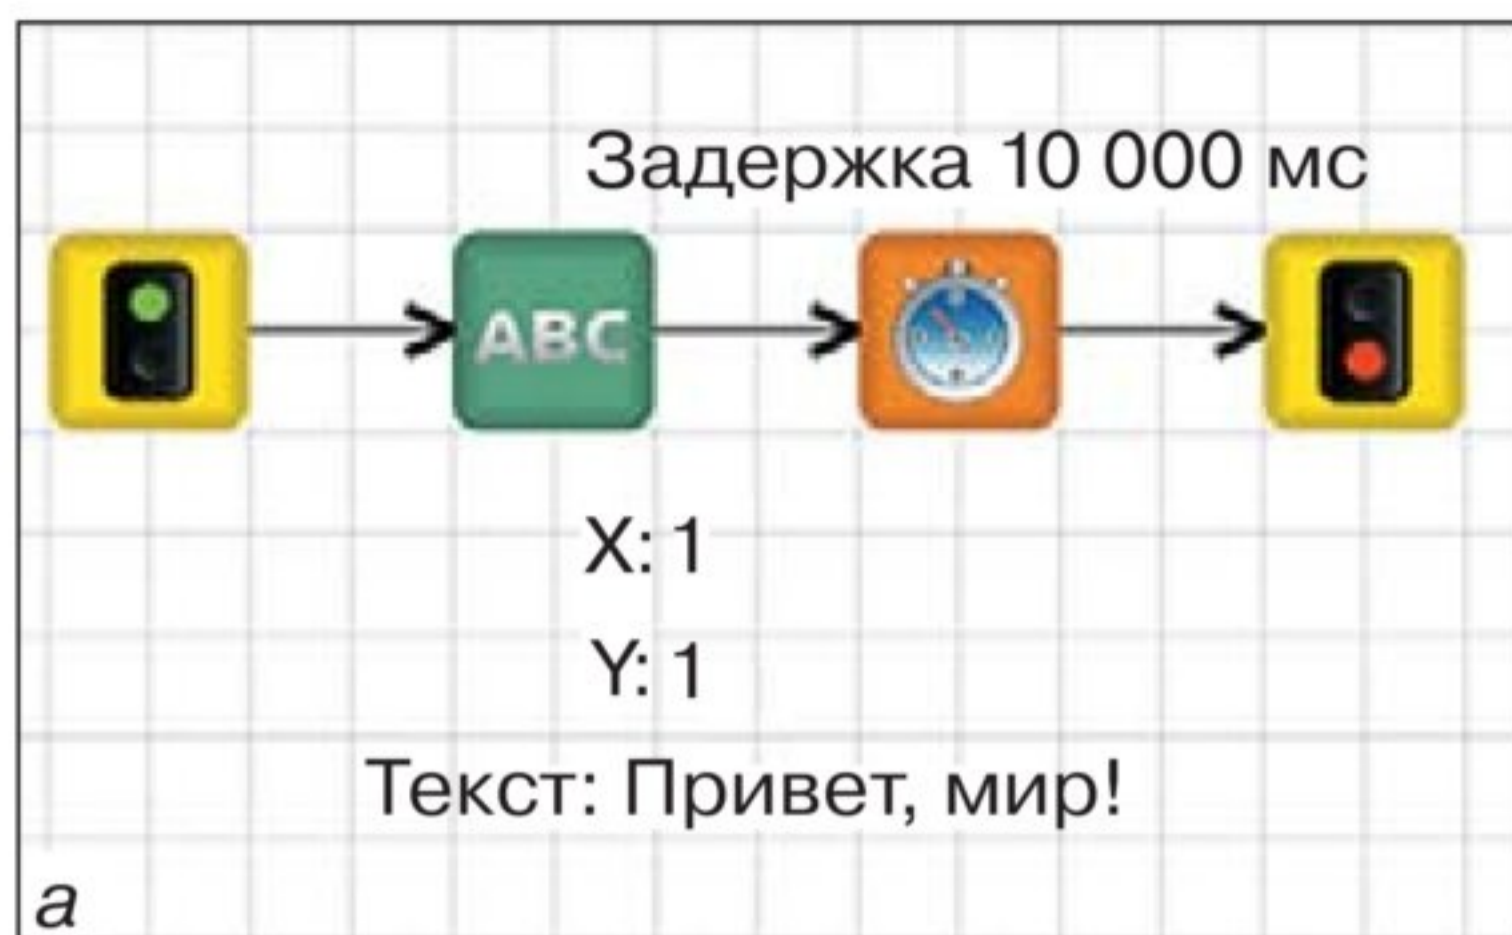 Задержка 10 000 мс
ABC
X: 1
Y: 1
Текст: Привет, мир!
а